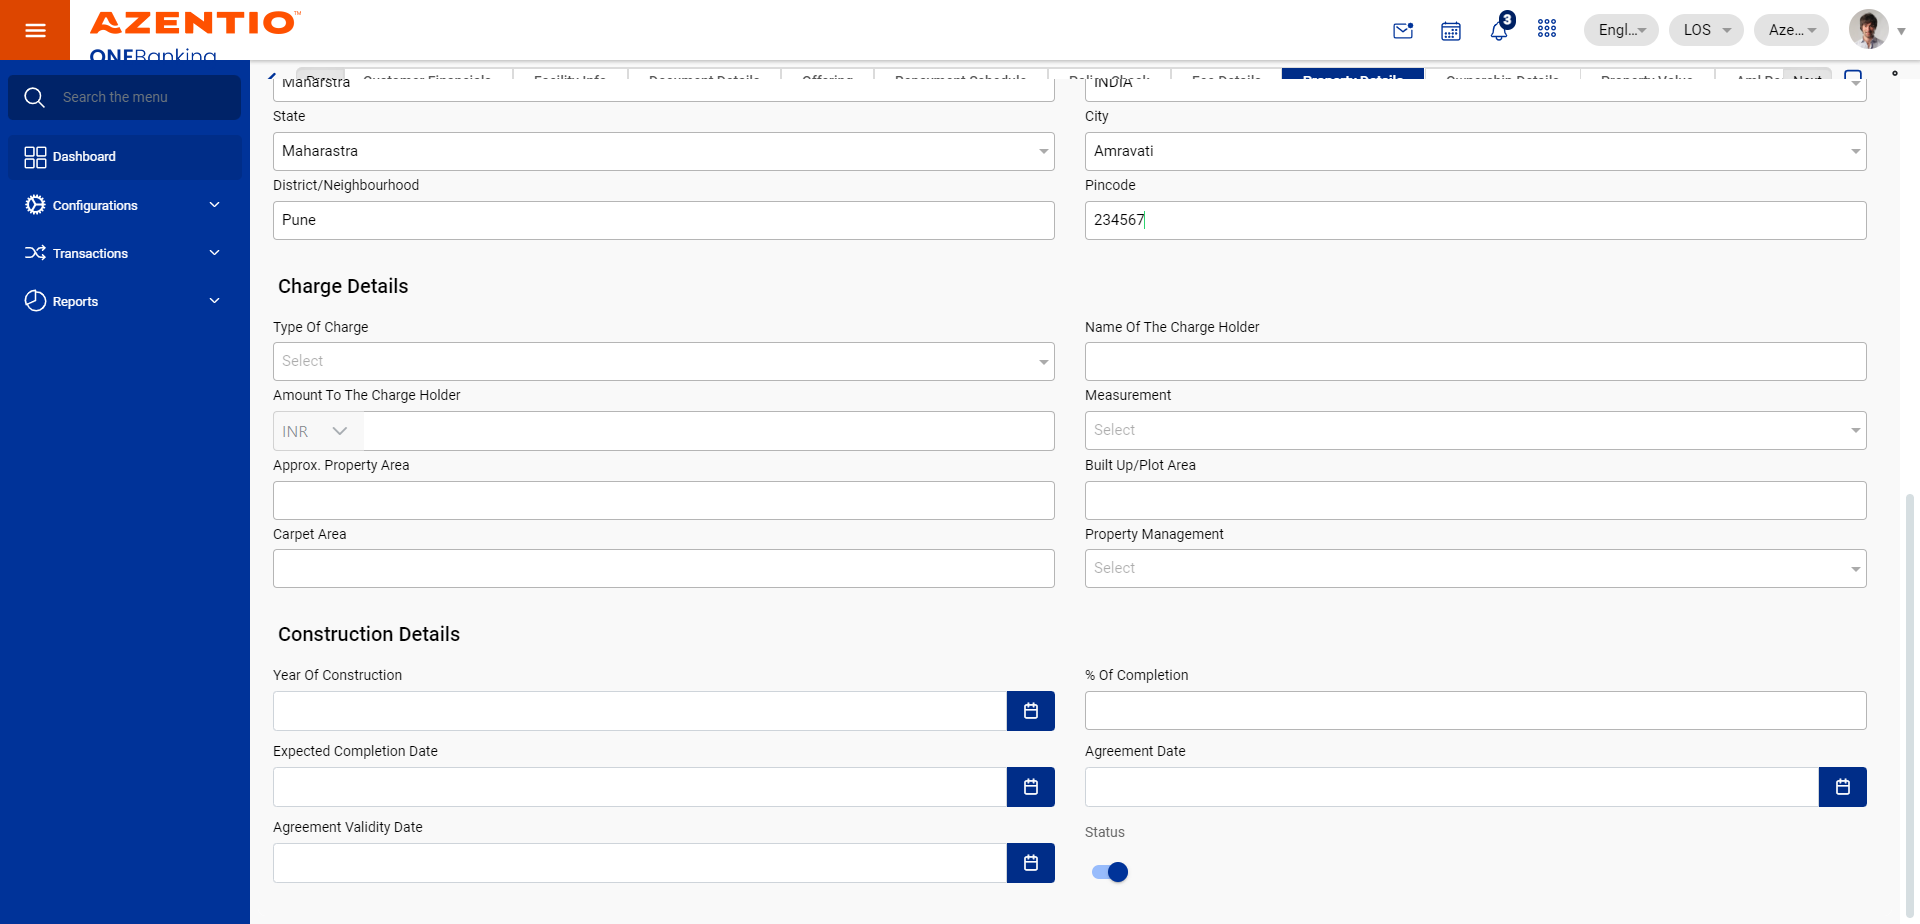 AZENTIO™
ONEBanking
3
Engl...
LOS
Aze...
Search the menu
Dashboard
Configurations
Transactions
Reports
Customer Financials
Facility Info
Document Details
Offering
Repayment Schedule
Policy Check
Fee Details
Property Details
Ownership Details
Property Value
Next
Maharstra
INDIA
State
City
Maharastra
Amravati
District/Neighbourhood
Pincode
Pune
234567
Charge Details
Type Of Charge
Name Of The Charge Holder
Select
Amount To The Charge Holder
Measurement
INR
Select
Approx. Property Area
Built Up/Plot Area
Carpet Area
Property Management
Select
Construction Details
Year Of Construction
% Of Completion
Expected Completion Date
Agreement Date
Agreement Validity Date
Status